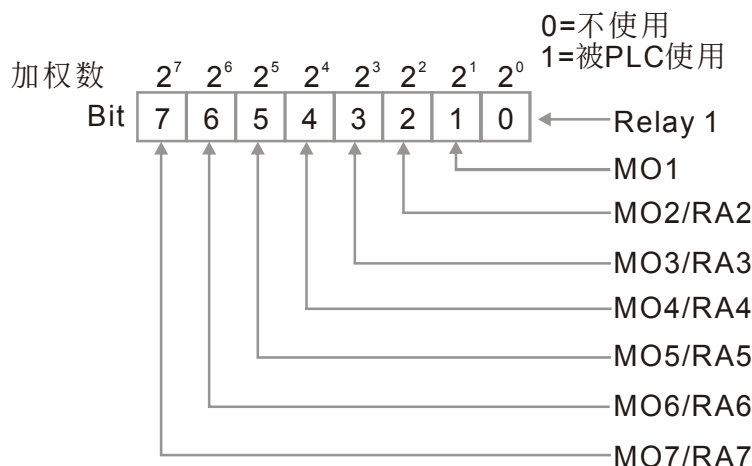 0=不使用
1=被PLC使用
加权数 2⁷ 2⁶ 2⁵ 2⁴ 2³ 2² 2¹ 2⁰
Bit 7 6 5 4 3 2 1 0 Relay 1
MO1
MO2/RA2
MO3/RA3
MO4/RA4
MO5/RA5
MO6/RA6
MO7/RA7